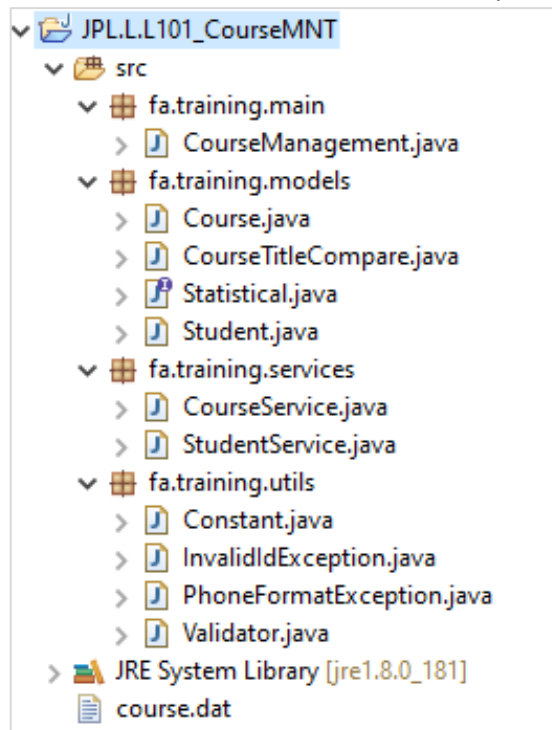 JPL.L.L101_CourseMNT
src
fa.training.main
CourseManagement.java
fa.training.models
Course.java
CourseTitleCompare.java
Statistical.java
Student.java
fa.training.services
CourseService.java
StudentService.java
fa.training.utils
Constant.java
InvalidIdException.java
PhoneFormatException.java
Validator.java
JRE System Library [jre1.8.0_181]
course.dat